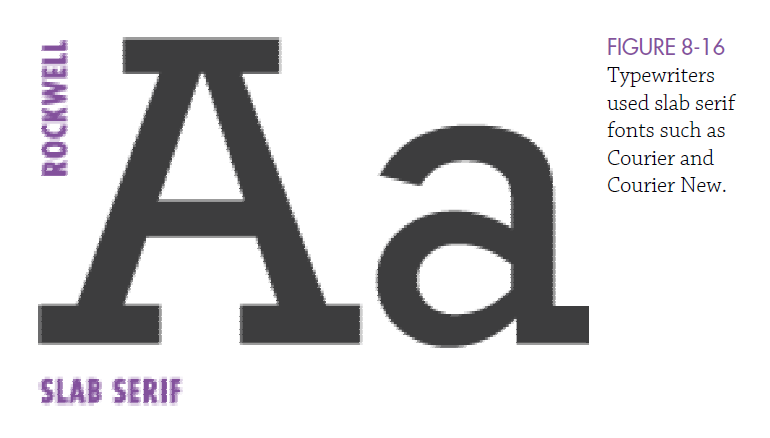 ROCKWELL
Aa
SLAB SERIF
FIGURE 8-16
Typewriters
used slab serif
fonts such as
Courier and
Courier New.